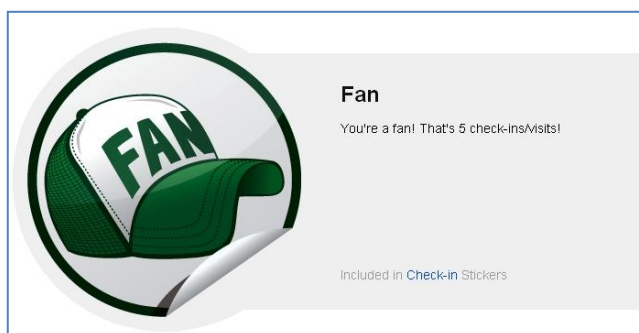 FAN
Fan
You're a fan! That's 5 check-ins/visits!
Included in Check-in Stickers